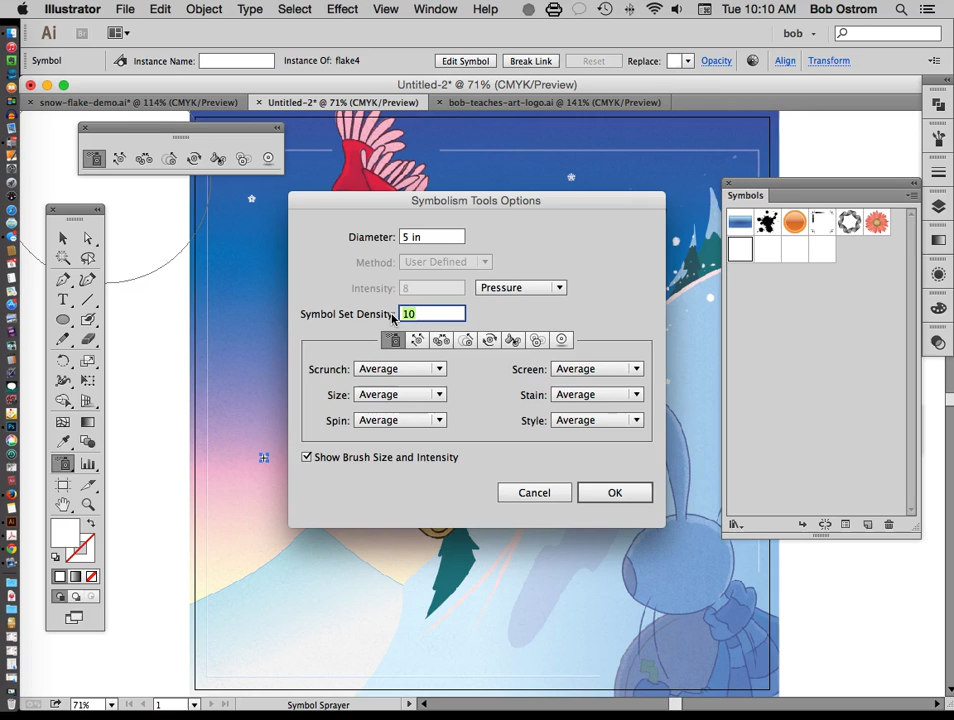 Illustrator File Edit Object Type Select Effect View Window Help Tue 10:10 AM Bob Ostrom
Ai Br bob
Symbol Instance Name: Instance Of: flake4 Edit Symbol Break Link Reset Replace: Opacity Align Transform
Untitled-2* @ 71% (CMYK/Preview)
× snow-flake-demo.ai* @ 114% (CMYK/Preview) × Untitled-2* @ 71% (CMYK/Preview) × bob-teaches-art-logo.ai @ 141% (CMYK/Preview)
Symbols
Symbolism Tools Options
Diameter: 5 in
Method: User Defined
Intensity: 8 Pressure
Symbol Set Density: 10
Scrunch: Average Screen: Average
Size: Average Stain: Average
Spin: Average Style: Average
Show Brush Size and Intensity
Cancel OK
71% 1 Symbol Sprayer